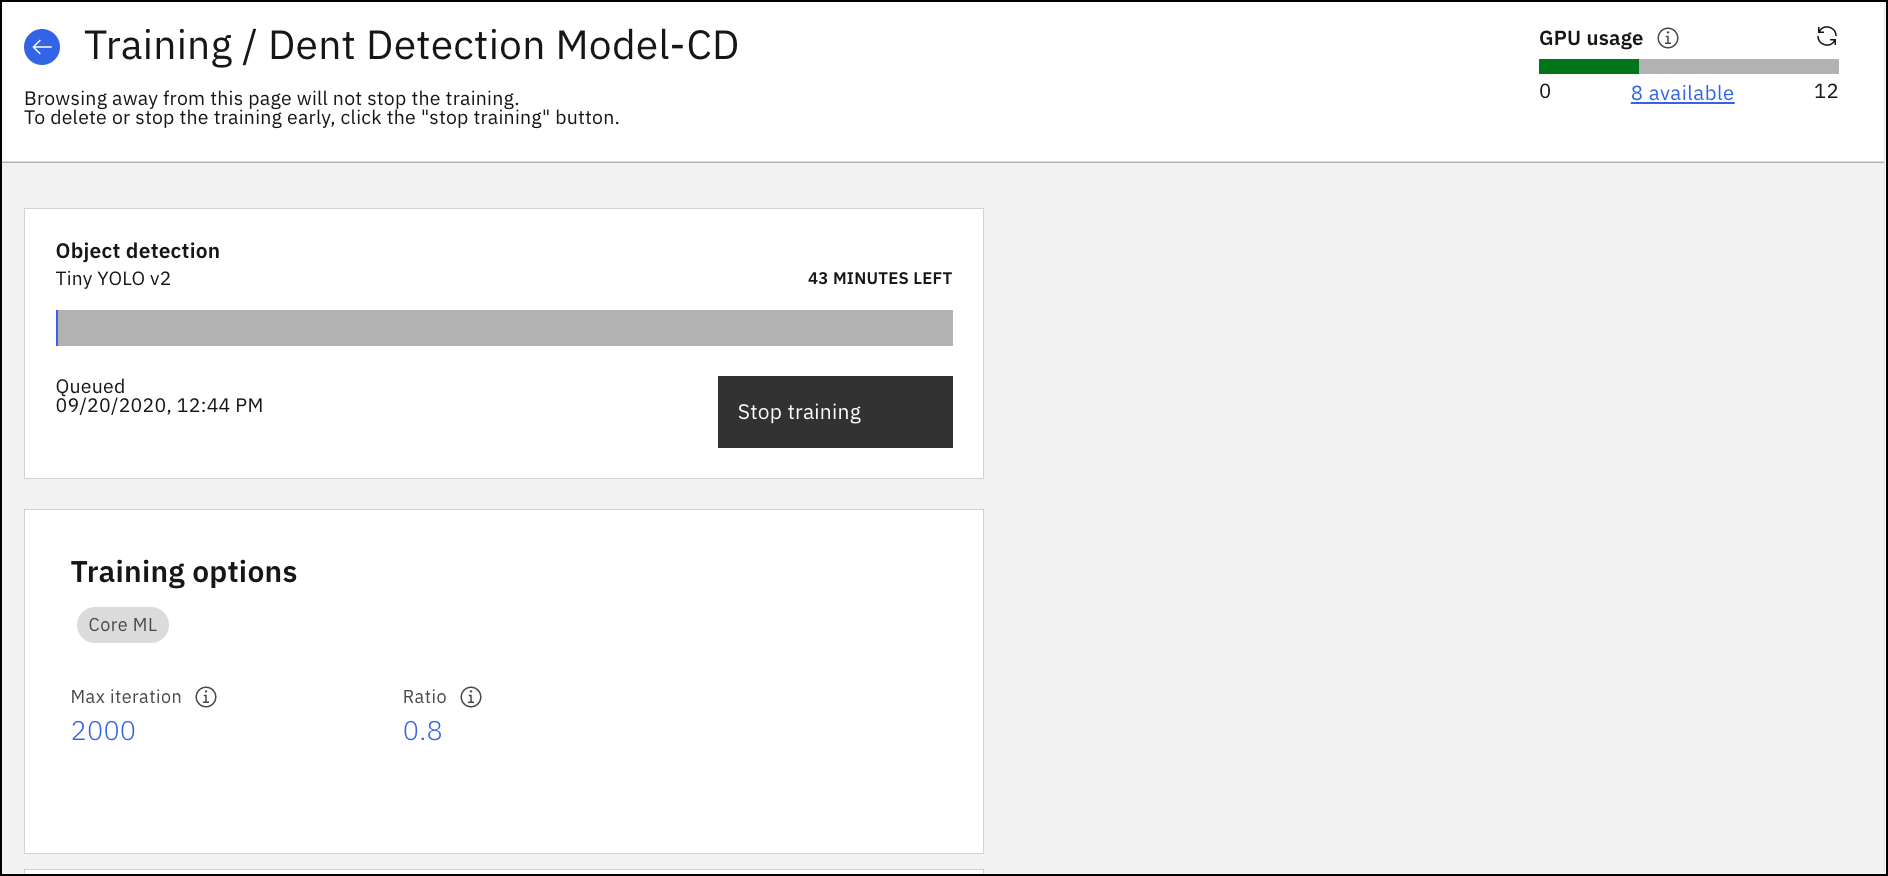 Training / Dent Detection Model-CD
Browsing away from this page will not stop the training.
To delete or stop the training early, click the "stop training" button.
GPU usage
0
8 available
12
Object detection
Tiny YOLO v2
43 MINUTES LEFT
Queued
09/20/2020, 12:44 PM
Stop training
Training options
Core ML
Max iteration
2000
Ratio
0.8